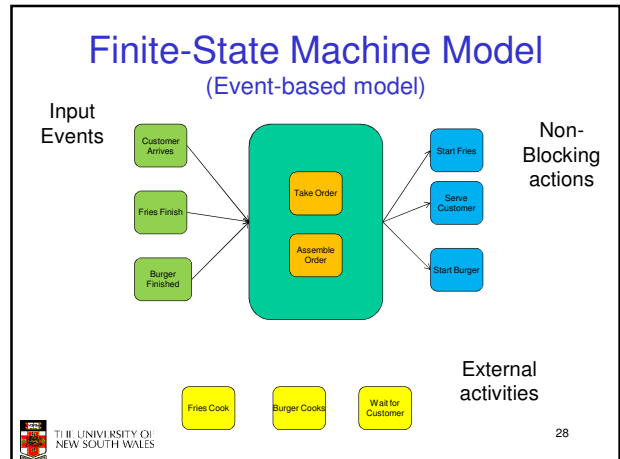 Finite-State Machine Model
(Event-based model)
Input
Events
Customer
Arrives
Fries Finish
Burger
Finished
Take Order
Assemble
Order
Start Fries
Serve
Customer
Start Burger
Non-
Blocking
actions
External
activities
Fries Cook
Burger Cooks
Wait for
Customer
THE UNIVERSITY OF
NEW SOUTH WALES
28